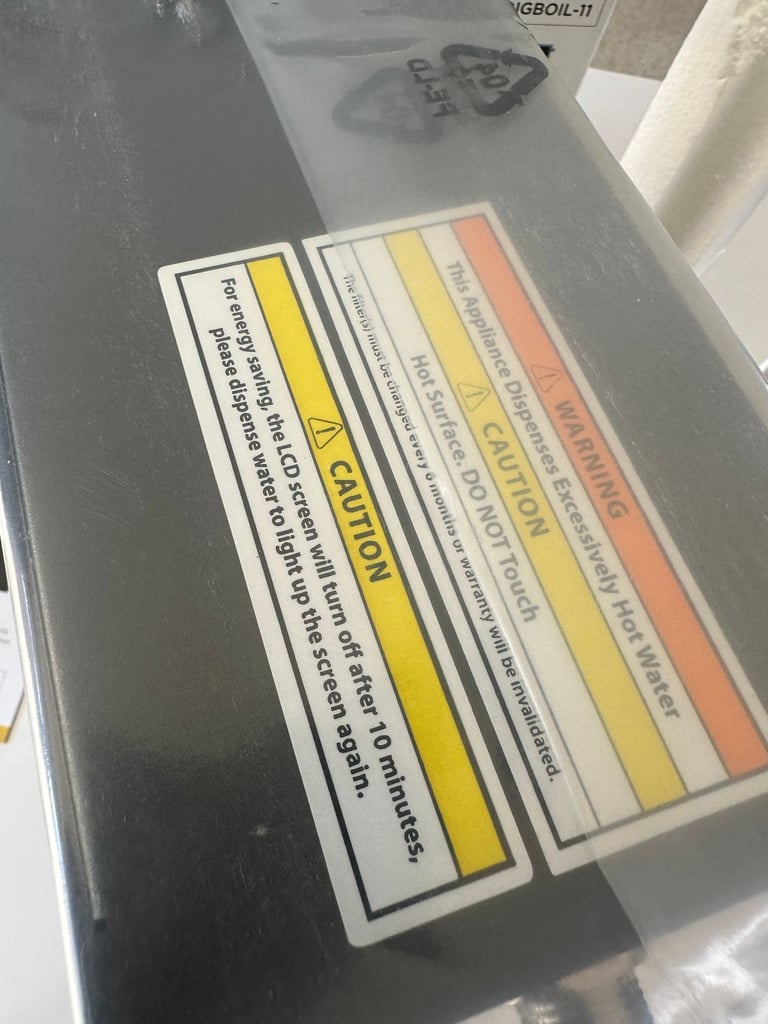 IGBOIL-11
04
PE-LD
WARNING
This Appliance Dispenses Excessively Hot Water
CAUTION
Hot Surface. DO NOT Touch
The filter(s) must be changed every 6 months or warranty will be invalidated.
CAUTION
For energy saving, the LCD screen will turn off after 10 minutes,
please dispense water to light up the screen again.